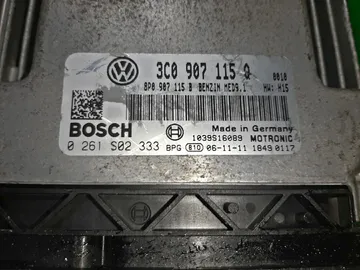 3C0 907 115 Q 0010
8P0 907 115 B BENZIN MED9.1 HW: H15
BOSCH Made in Germany
1039S16089 MOTRONIC
0 261 S02 333 BPG 810 06-11-11 1849 0117